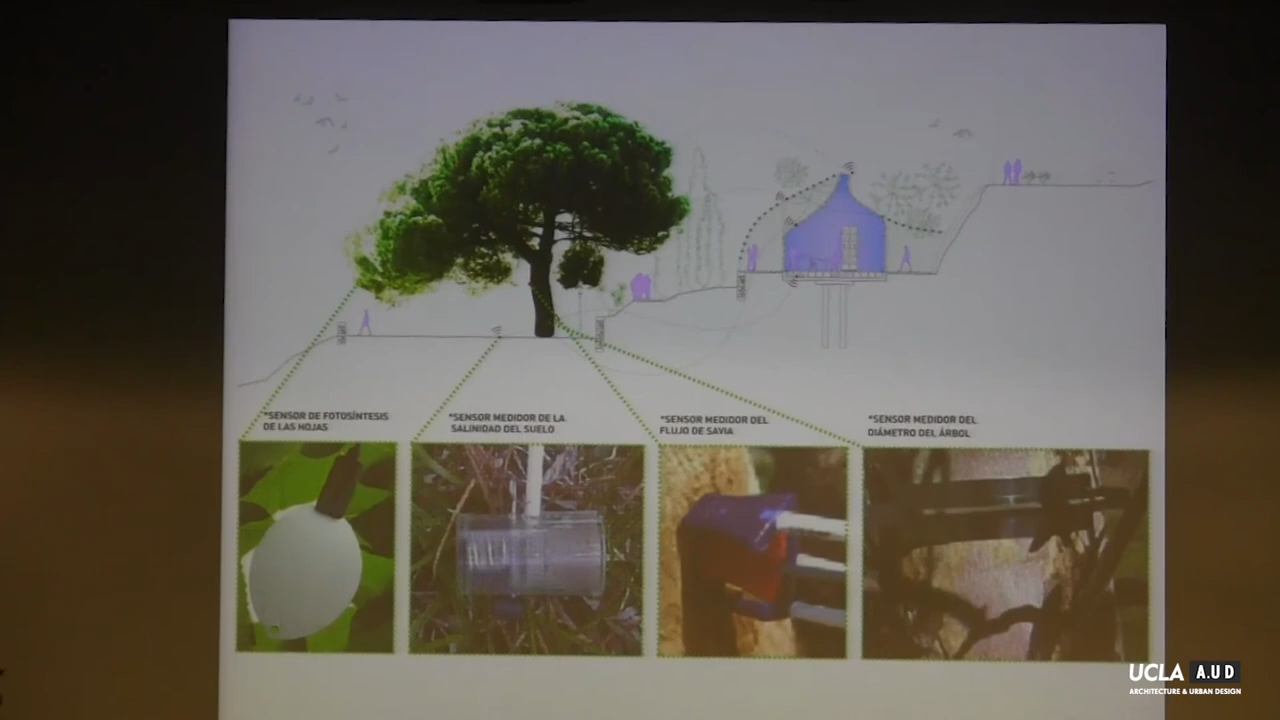 *SENSOR DE FOTOSÍNTESIS
DE LAS HOJAS
*SENSOR MEDIDOR DE LA
SALINIDAD DEL SUELO
*SENSOR MEDIDOR DEL
FLUJO DE SAVIA
*SENSOR MEDIDOR DEL
DIÁMETRO DEL ÁRBOL
UCLA A.UD
ARCHITECTURE & URBAN DESIGN